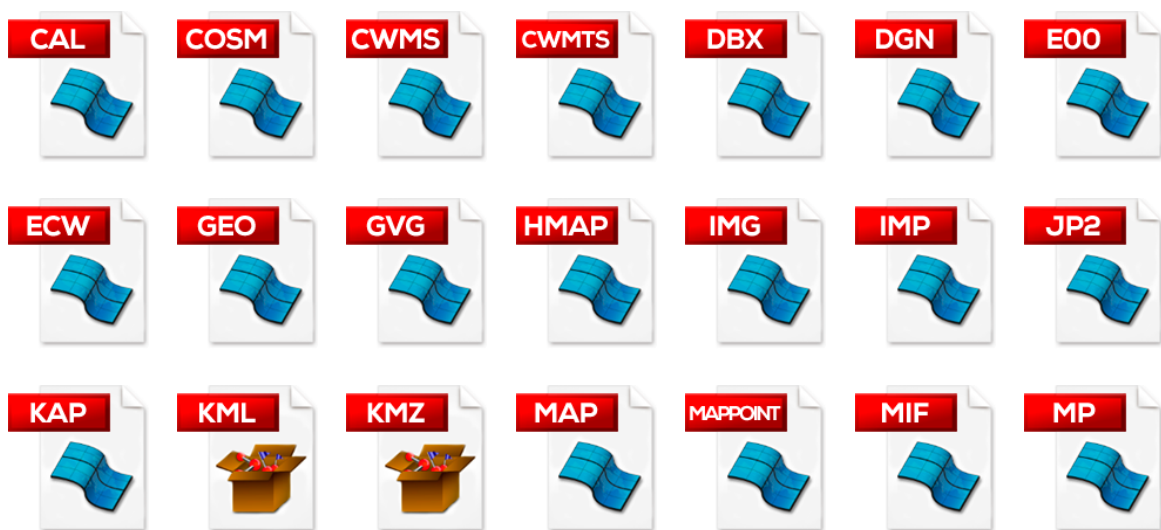 CAL COSM CWMS CWMTS DBX DGN E00
ECW GEO GVG HMAP IMG IMP JP2
KAP KML KMZ MAP MAPPOINT MIF MP